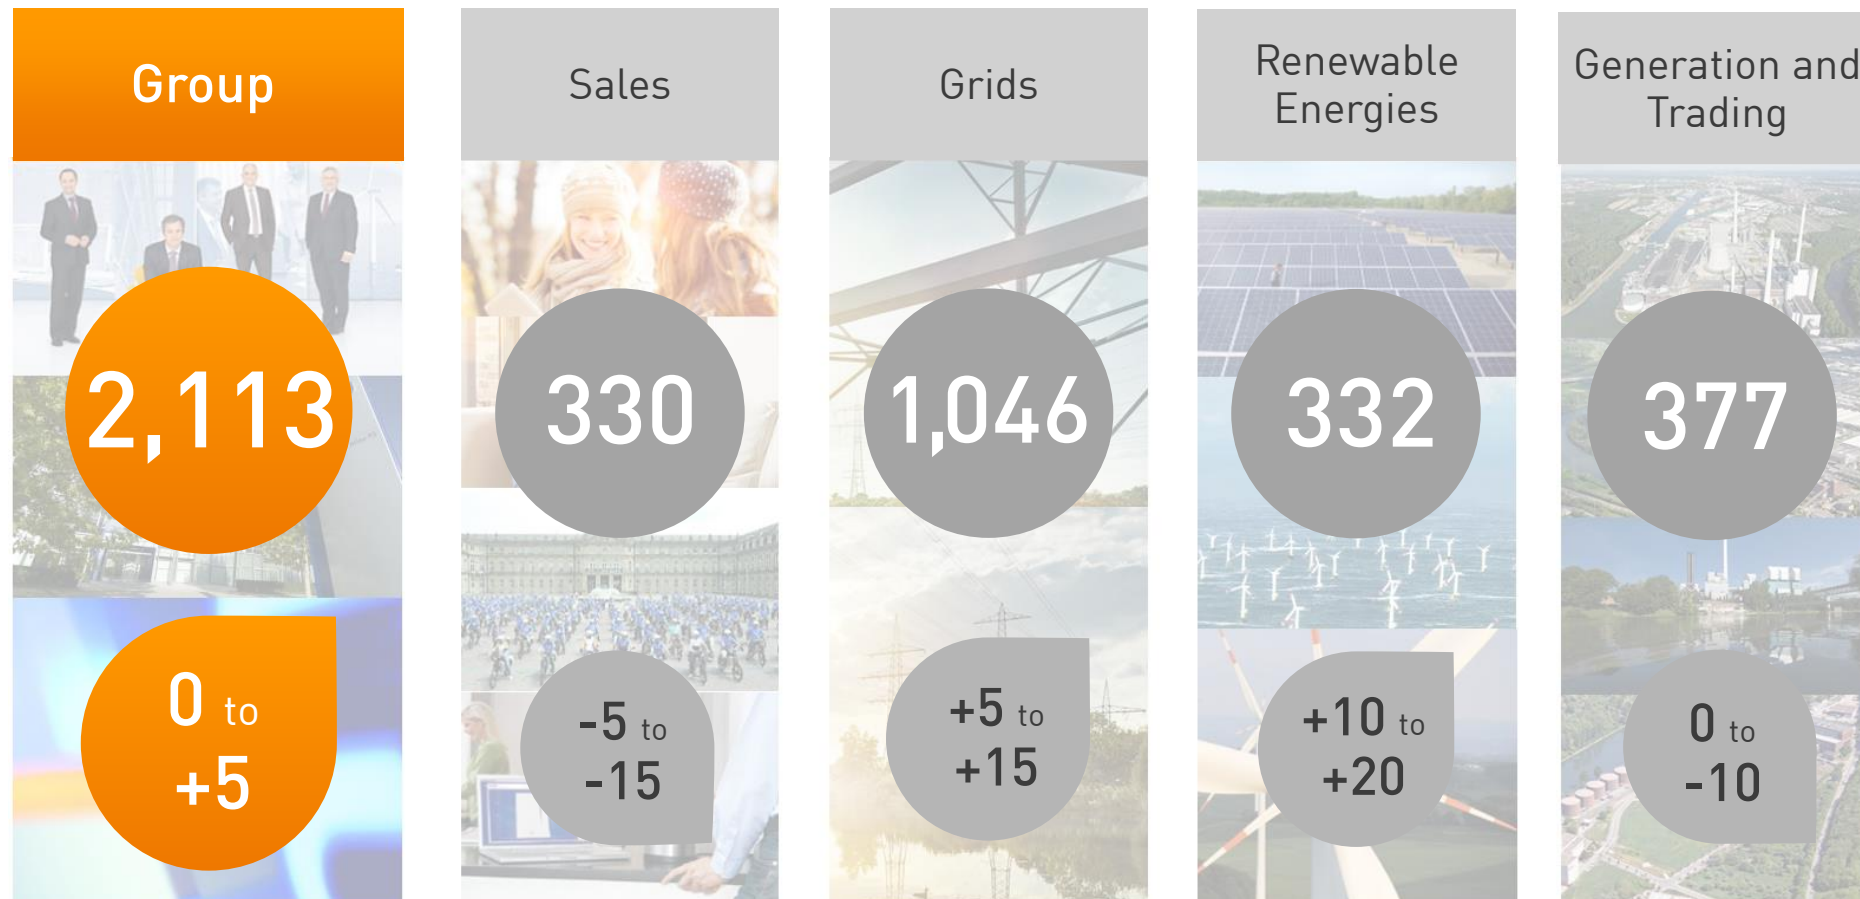 Group
2,113
0 to
+5
Sales
330
-5 to
-15
Grids
1,046
+5 to
+15
Renewable
Energies
332
+10 to
+20
Generation and
Trading
377
0 to
-10